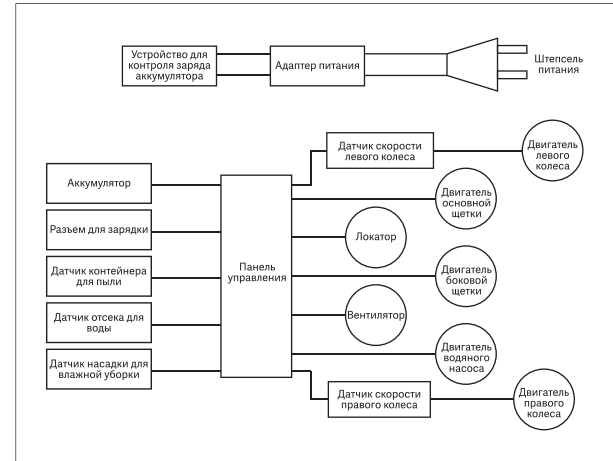 Устройство для
контроля заряда
аккумулятора
Адаптер питания
Штепсель
питания
Датчик скорости
левого колеса
Двигатель
левого
колеса
Аккумулятор
Двигатель
основной
щетки
Разъем для зарядки
Локатор
Панель
управления
Датчик контейнера
для пыли
Двигатель
боковой
щетки
Датчик отсека для
воды
Вентилятор
Двигатель
водяного
насоса
Датчик насадки для
влажной уборки
Датчик скорости
правого колеса
Двигатель
правого
колеса